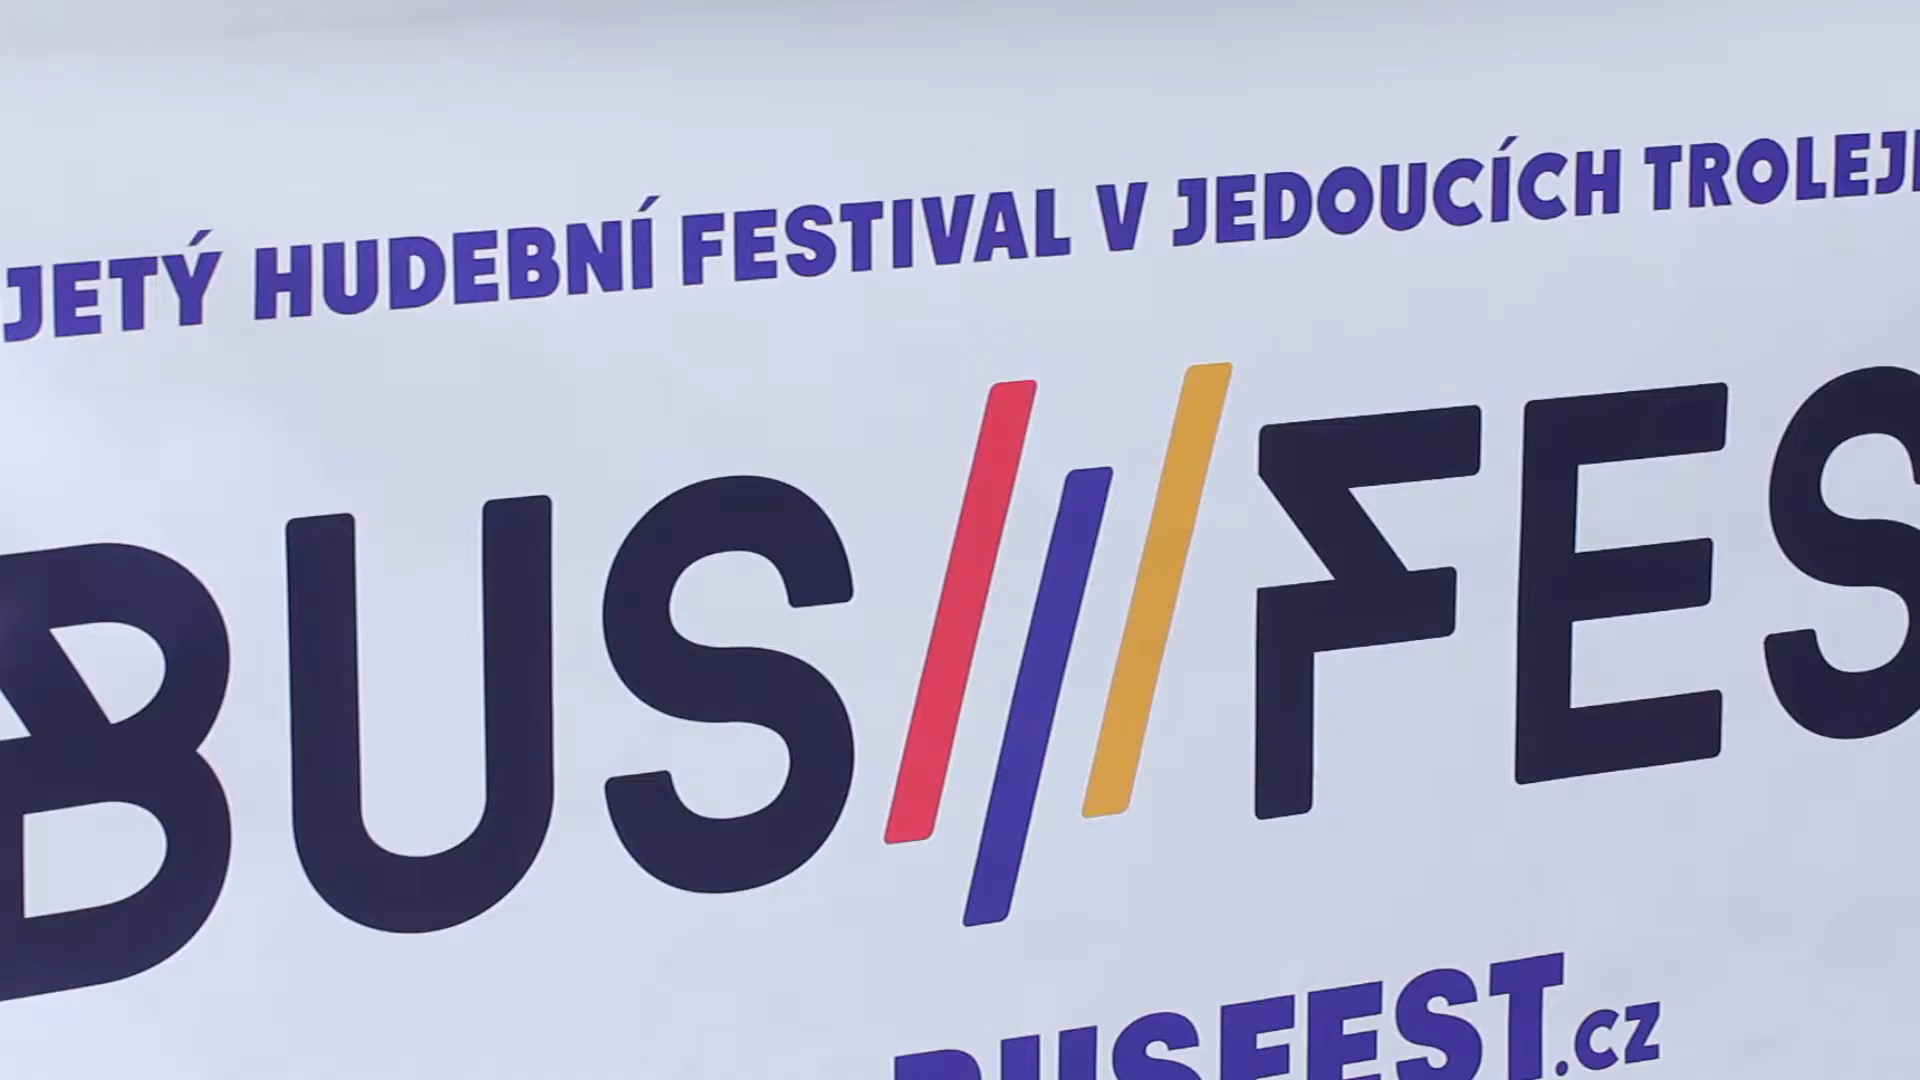 JETÝ HUDEBNÍ FESTIVAL V JEDOUCÍCH TROLEJ
BUS///FES
BUSFEST.cz